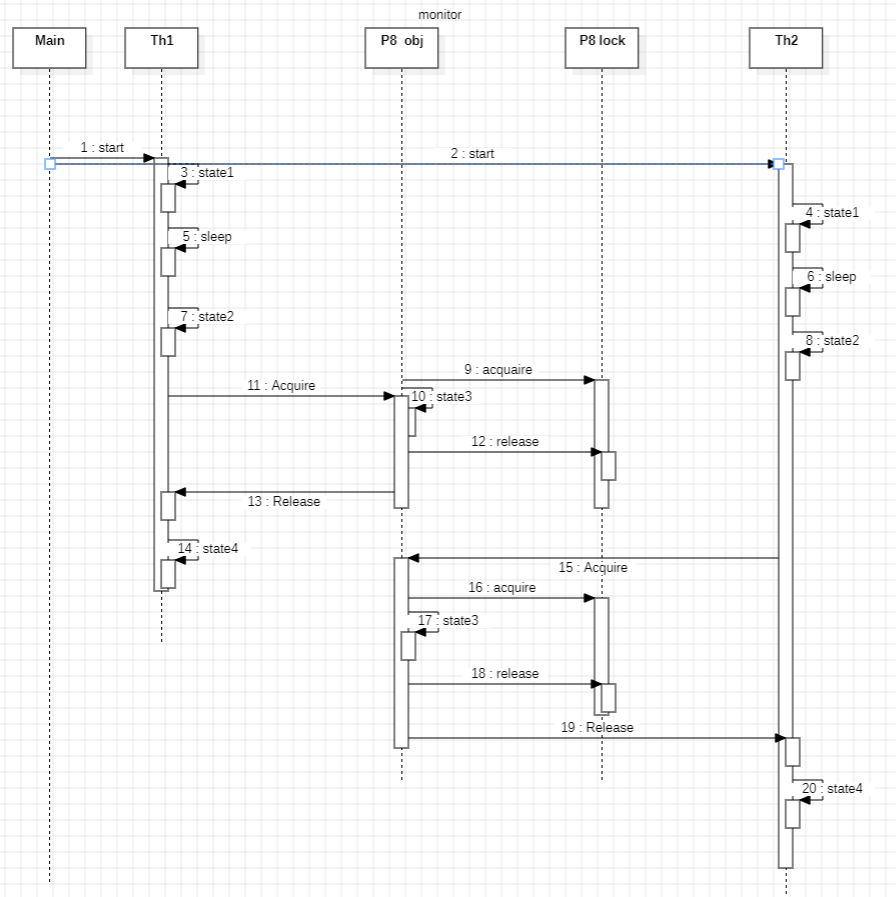 monitor
Main
Th1
P8 obj
P8 lock
Th2
1 : start
2 : start
3 : state1
4 : state1
5 : sleep
6 : sleep
7 : state2
8 : state2
9 : acquaire
11 : Acquire
10 : state3
12 : release
13 : Release
14 : state4
15 : Acquire
16 : acquire
17 : state3
18 : release
19 : Release
20 : state4